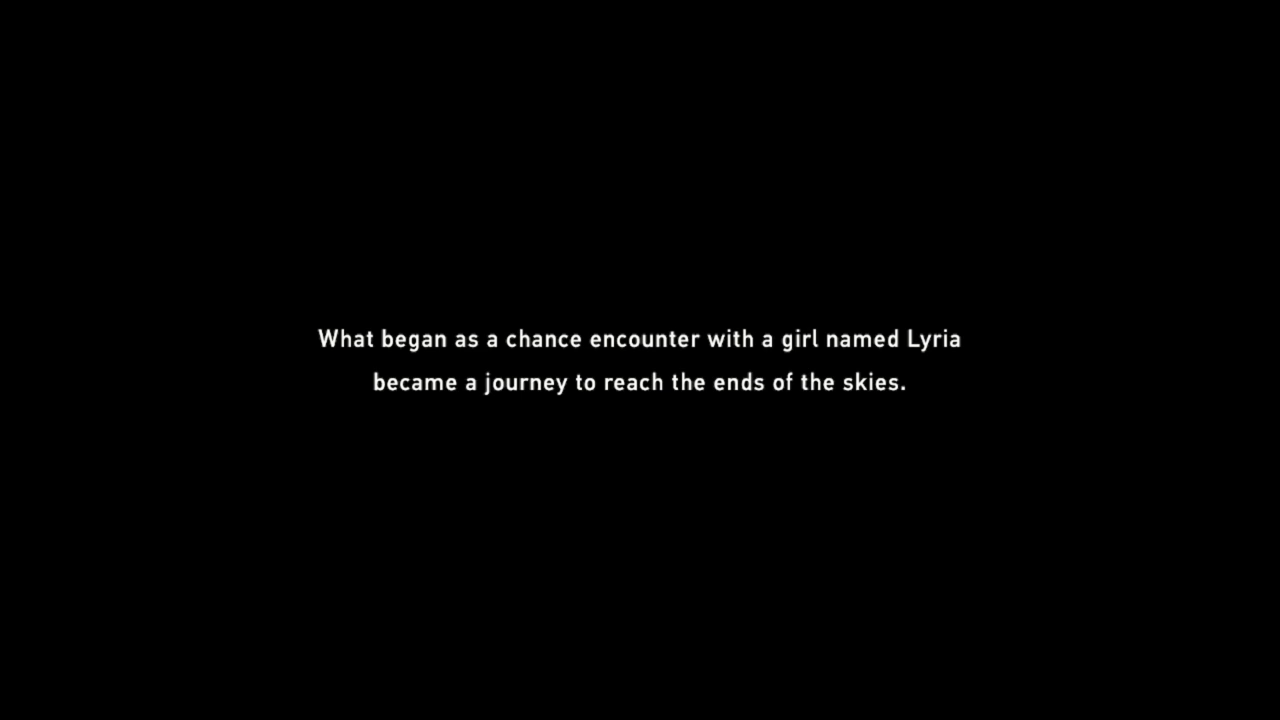 What began as a chance encounter with a girl named Lyria
became a journey to reach the ends of the skies.